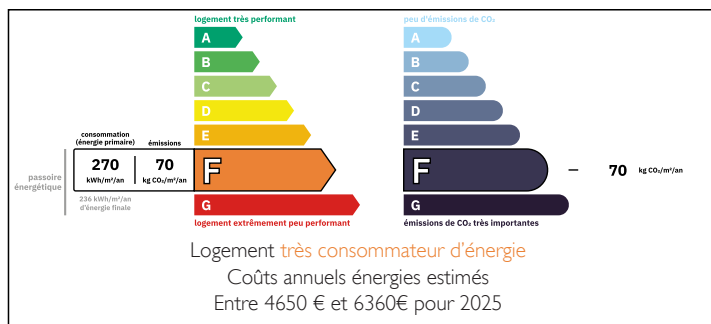 logement très performant
A
B
C
D
E
consommation
(énergie primaire)
émissions
270
kWh/m²/an
70
kg CO₂/m²/an
F
passoire
énergétique
236 kWh/m²/an
d'énergie finale
G
logement extrêmement peu performant
peu d'émissions de CO₂
A
B
C
D
E
F
70 kg CO₂/m²/an
G
émissions de CO₂ très importantes
Logement très consommateur d'énergie
Coûts annuels énergies estimés
Entre 4650 € et 6360€ pour 2025